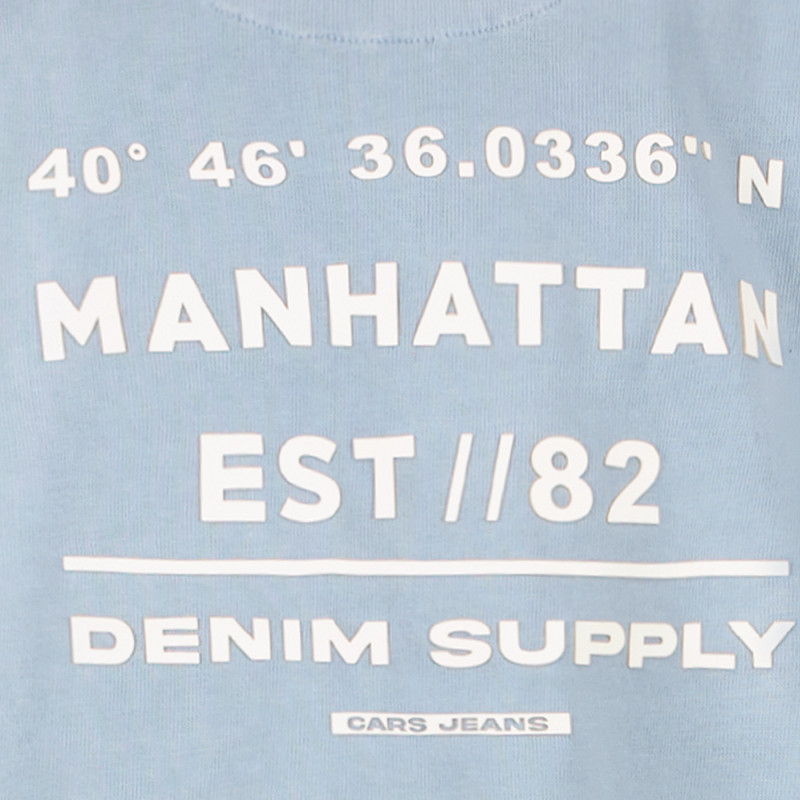 40° 46' 36.0336" N
MANHATTAN
EST//82
DENIM SUPPLY
CARS JEANS